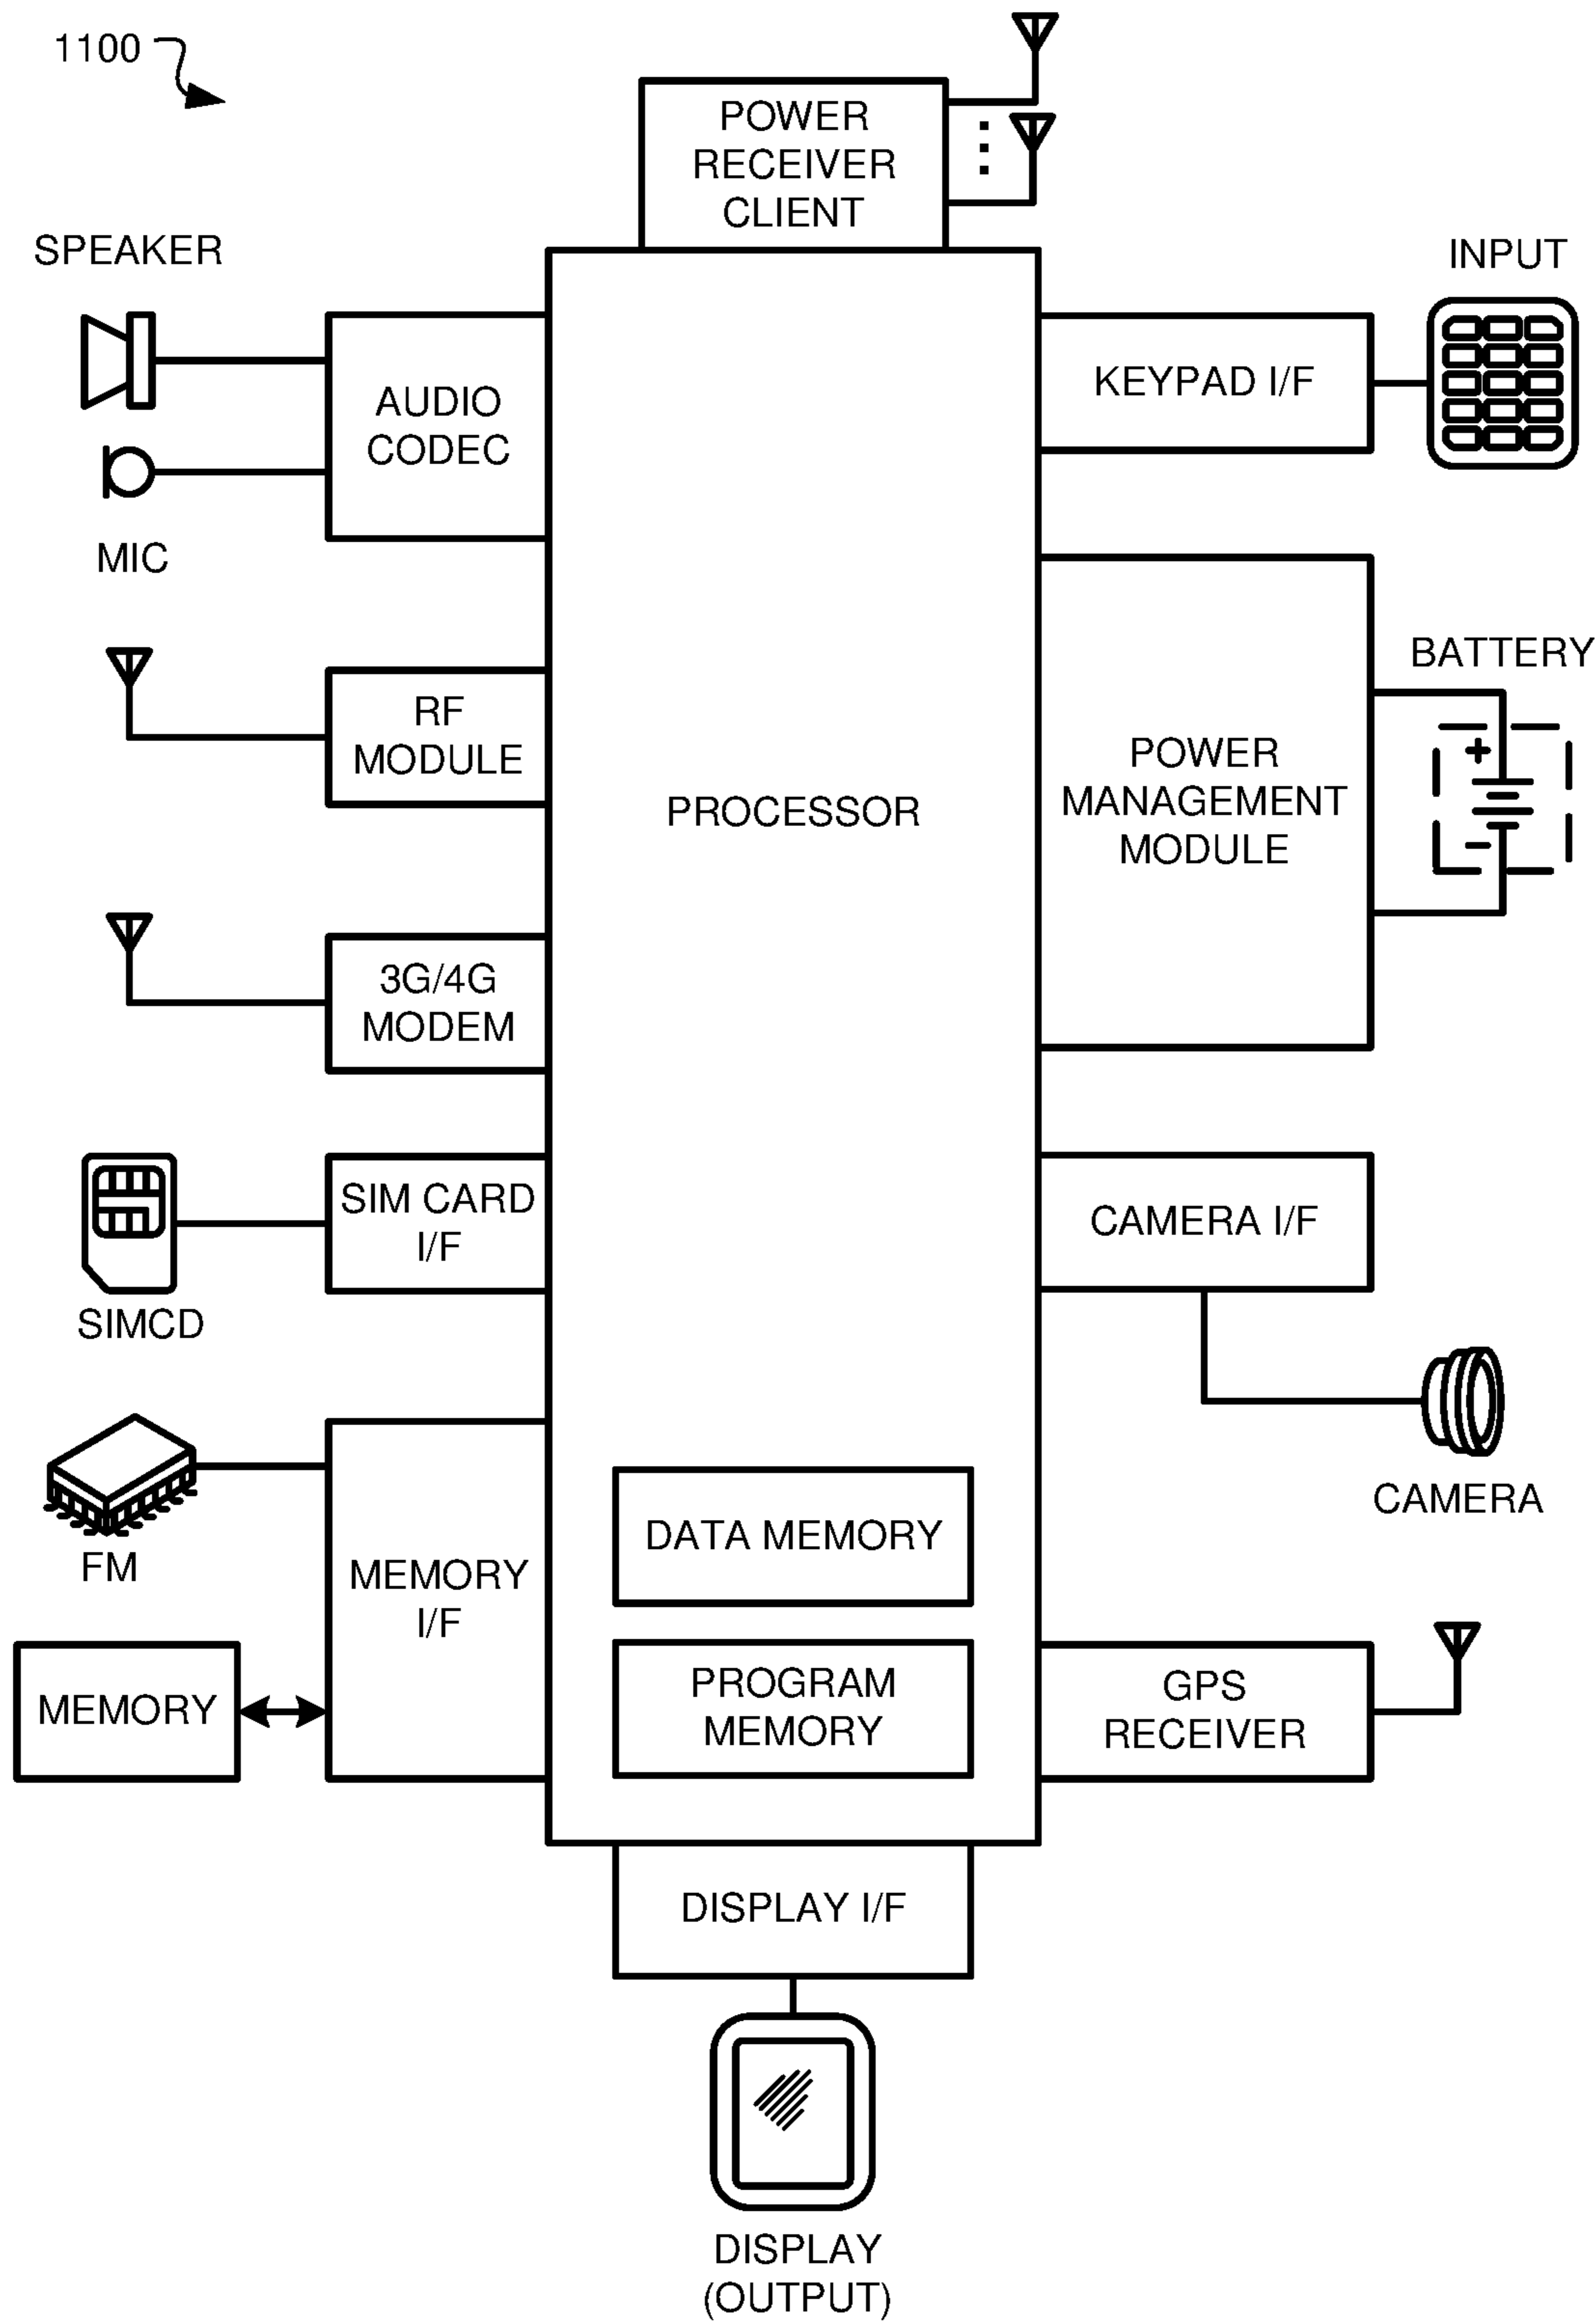 1100
POWER
RECEIVER
CLIENT
SPEAKER
INPUT
AUDIO
CODEC
KEYPAD I/F
MIC
RF
MODULE
BATTERY
+
-
PROCESSOR
POWER
MANAGEMENT
MODULE
3G/4G
MODEM
SIM CARD
I/F
SIMCD
CAMERA I/F
CAMERA
FM
MEMORY
I/F
DATA MEMORY
MEMORY
PROGRAM
MEMORY
GPS
RECEIVER
DISPLAY I/F
DISPLAY
(OUTPUT)